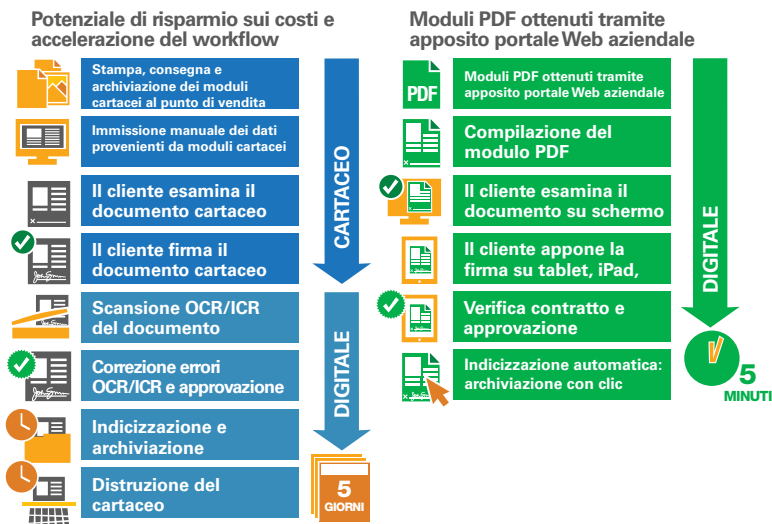 Potenziale di risparmio sui costi e
accelerazione del workflow
Stampa, consegna e
archiviazione dei moduli
cartacei al punto di vendita
Immissione manuale dei dati
provenienti da moduli cartacei
Il cliente esamina il
documento cartaceo
Il cliente firma il
documento cartaceo
CARTACEO
Scansione OCR/ICR
del documento
Correzione errori
OCR/ICR e approvazione
Indicizzazione e
archiviazione
Distruzione del
cartaceo
DIGITALE
5
GIORNI
Moduli PDF ottenuti tramite
apposito portale Web aziendale
PDF
Moduli PDF ottenuti tramite
apposito portale Web aziendale
Compilazione del
modulo PDF
Il cliente esamina il
documento su schermo
Il cliente appone la
firma su tablet, iPad,
Verifica contratto e
approvazione
Indicizzazione automatica:
archiviazione con clic
DIGITALE
5
MINUTI